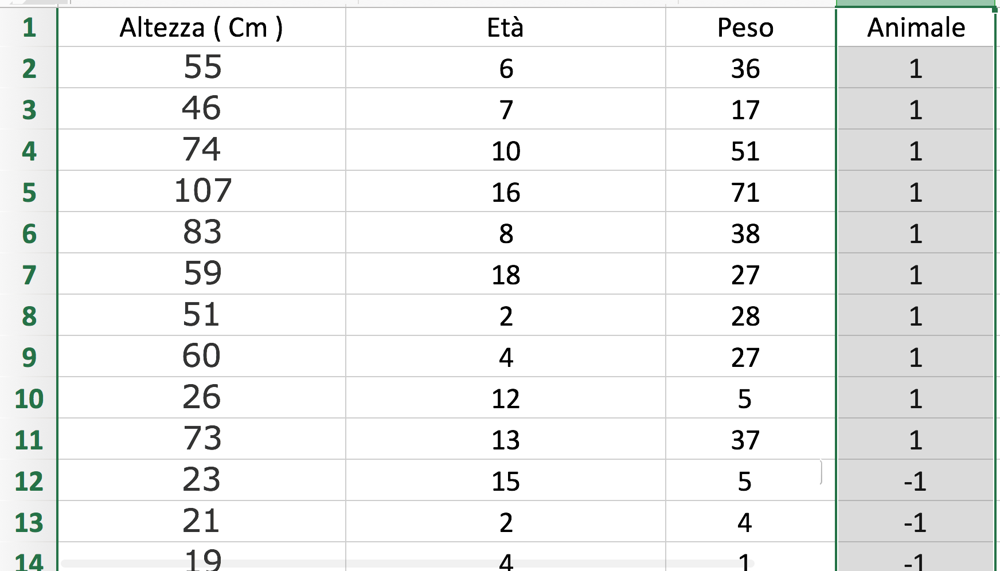 1 Altezza ( Cm ) Età Peso Animale
2 55 6 36 1
3 46 7 17 1
4 74 10 51 1
5 107 16 71 1
6 83 8 38 1
7 59 18 27 1
8 51 2 28 1
9 60 4 27 1
10 26 12 5 1
11 73 13 37 1
12 23 15 5 -1
13 21 2 4 -1
14 19 4 1 -1